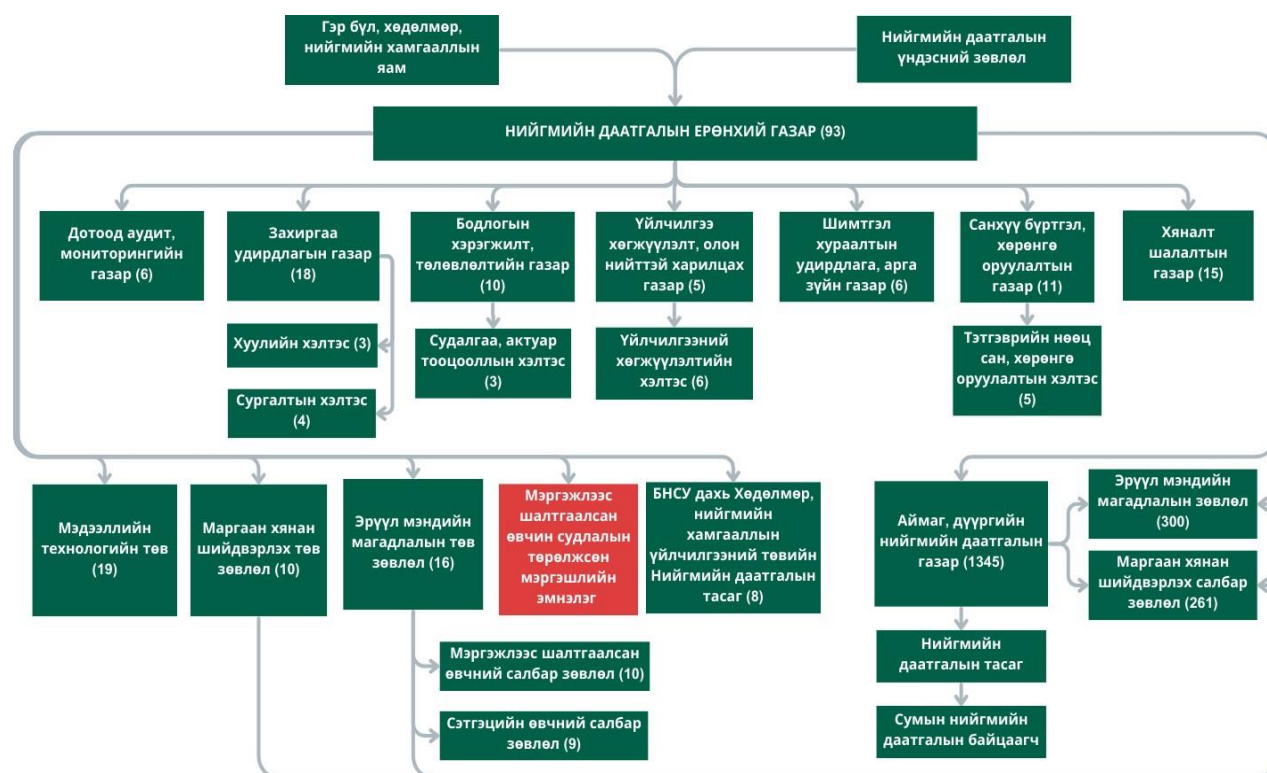 Гэр бүл, хөдөлмөр,
нийгмийн хамгааллын
яам
Нийгмийн даатгалын
үндэсний зөвлөл
НИЙГМИЙН ДААТГАЛЫН ЕРӨНХИЙ ГАЗАР (93)
Дотоод аудит,
мониторингийн
газар (6)
Захиргаа
удирдлагын газар
(18)
Хуулийн хэлтэс (3)
Сургалтын хэлтэс
(4)
Бодлогын
хэрэгжилт,
төлөвлөлтийн газар
(10)
Судалгаа, актуар
тооцооллын хэлтэс
(3)
Үйлчилгээ
хөгжүүлэлт, олон
нийттэй харилцах
газар (5)
Үйлчилгээний
хөгжүүлэлтийн
хэлтэс (6)
Шимтгэл
хураалтын
удирдлага, арга
зүйн газар (6)
Санхүү бүртгэл,
хөрөнгө
оруулалтын
газар (11)
Тэтгэврийн нөөц
сан, хөрөнгө
оруулалтын хэлтэс
(5)
Хяналт
шалалтын
газар (15)
Мэдээллийн
технологийн төв
(19)
Маргаан хянан
шийдвэрлэх төв
зөвлөл (10)
Эрүүл мэндийн
магадлалын төв
зөвлөл (16)
Мэргэжлээс шалтгаалсан
өвчний салбар зөвлөл (10)
Сэтгэцийн өвчний салбар
зөвлөл (9)
Мэргэжлээс
шалтгаалсан
өвчин судлалын
төрөлжсөн
мэргэшлийн
эмнэлэг
БНСУ дахь Хөдөлмөр,
нийгмийн
хамгааллын
үйлчилгээний төвийн
Нийгмийн даатгалын
тасаг (8)
Аймаг, дүүргийн
нийгмийн даатгалын
газар (1345)
Нийгмийн
даатгалын тасаг
Сумын нийгмийн
даатгалын байцаагч
Эрүүл мэндийн
магадлалын зөвлөл
(300)
Маргаан хянан
шийдвэрлэх салбар
зөвлөл (261)